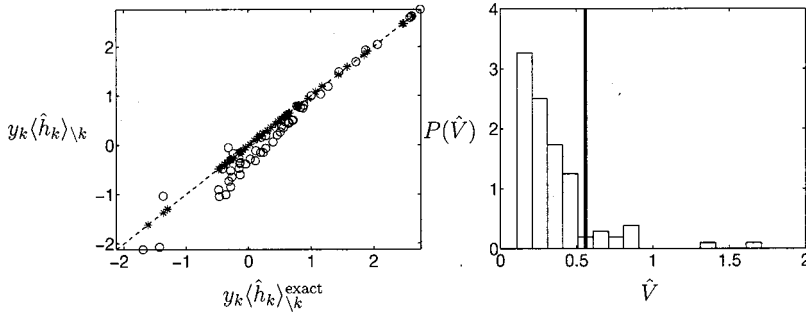 2
1
0
-1
-2
y_k⟨ĥ_k⟩_{\k}
-2 -1 0 1 2
y_k⟨ĥ_k⟩_{\k}^{exact}
4
3
2
1
0
P(V̂)
0 0.5 1 1.5 2
V̂